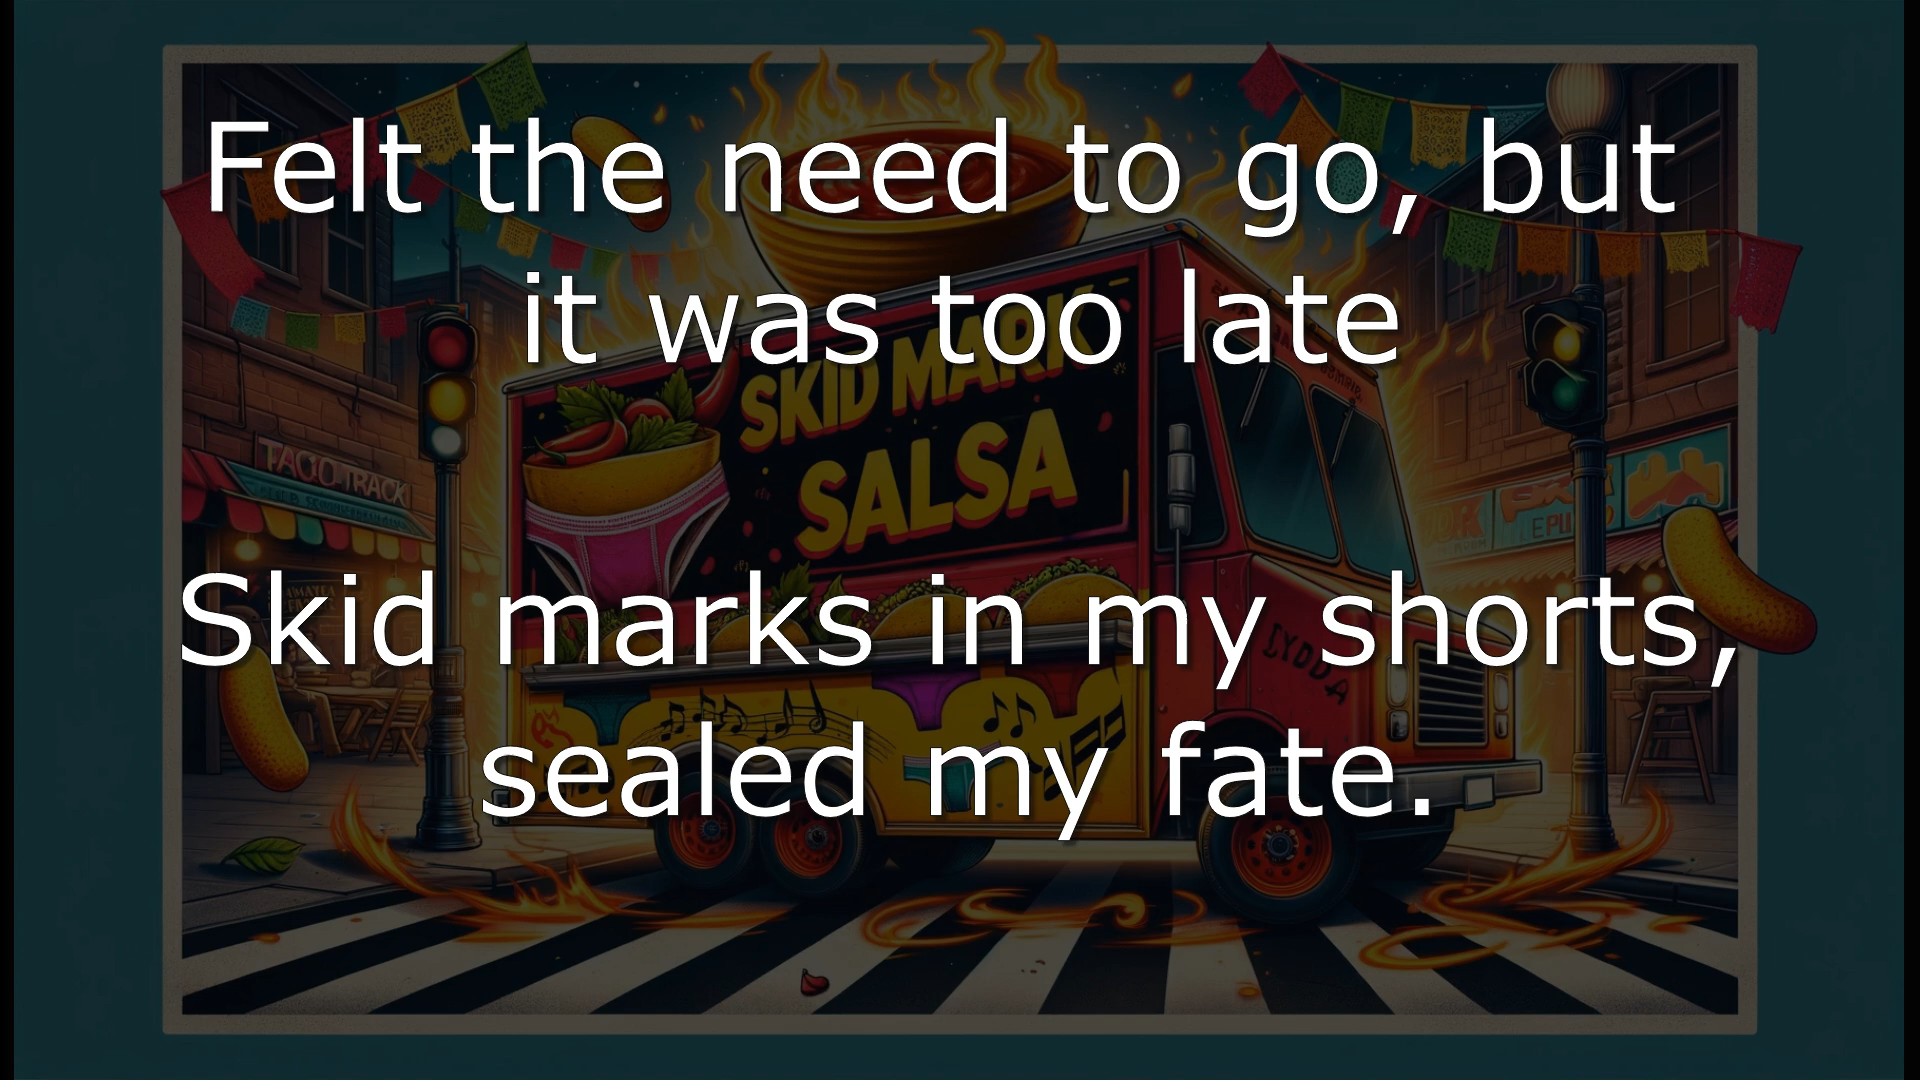 Felt the need to go, but
it was too late
SKID MARK
SALSA
TACO TRACK
Skid marks in my shorts,
sealed my fate.
LYDDA